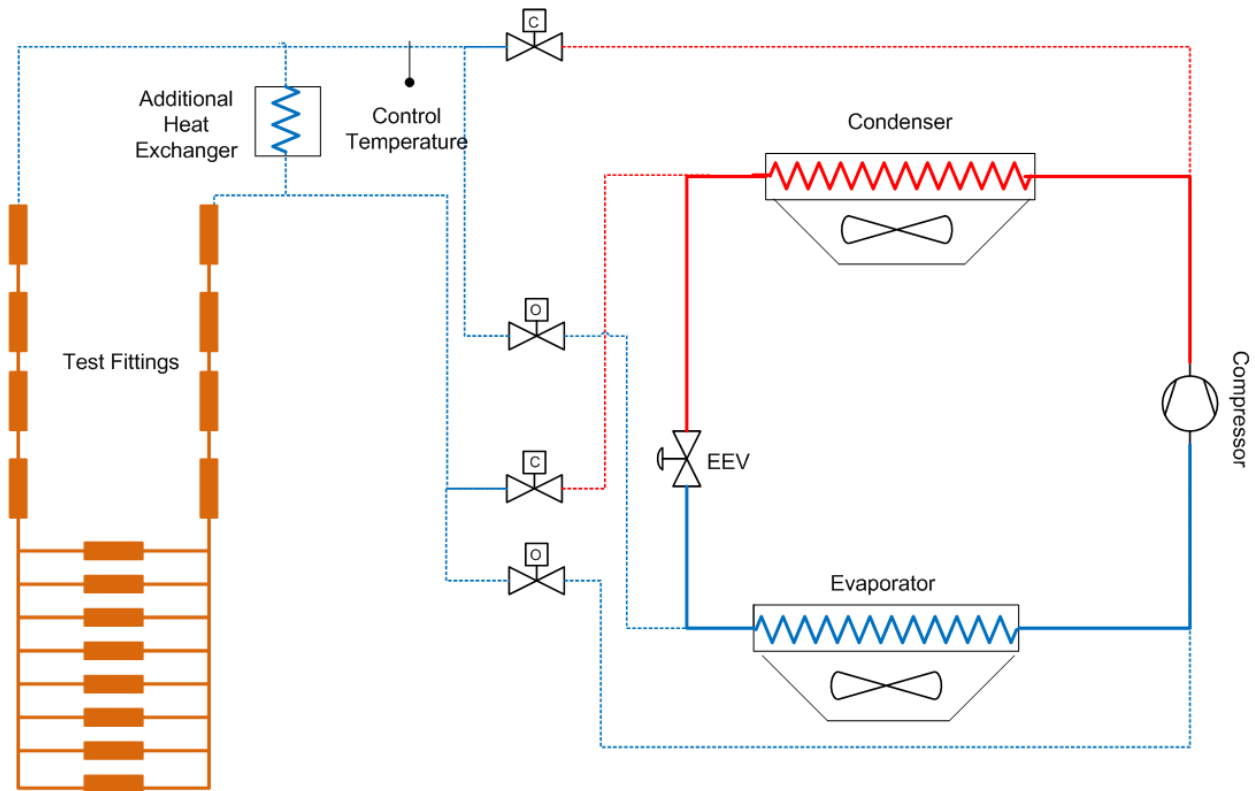 C
Additional
Heat
Exchanger
Control
Temperature
Condenser
O
Test Fittings
Compressor
C
EEV
O
Evaporator